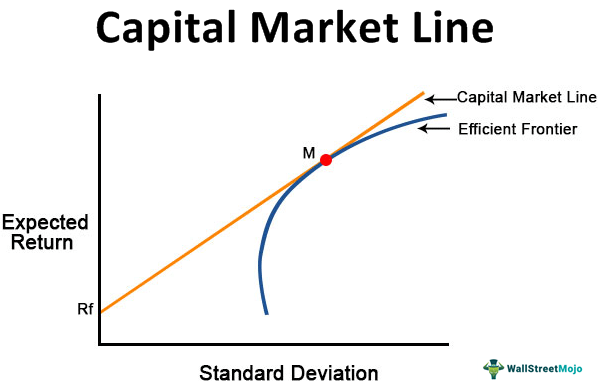 Capital Market Line
Capital Market Line
Efficient Frontier
M
Expected
Return
Rf
Standard Deviation
WallStreetMojo